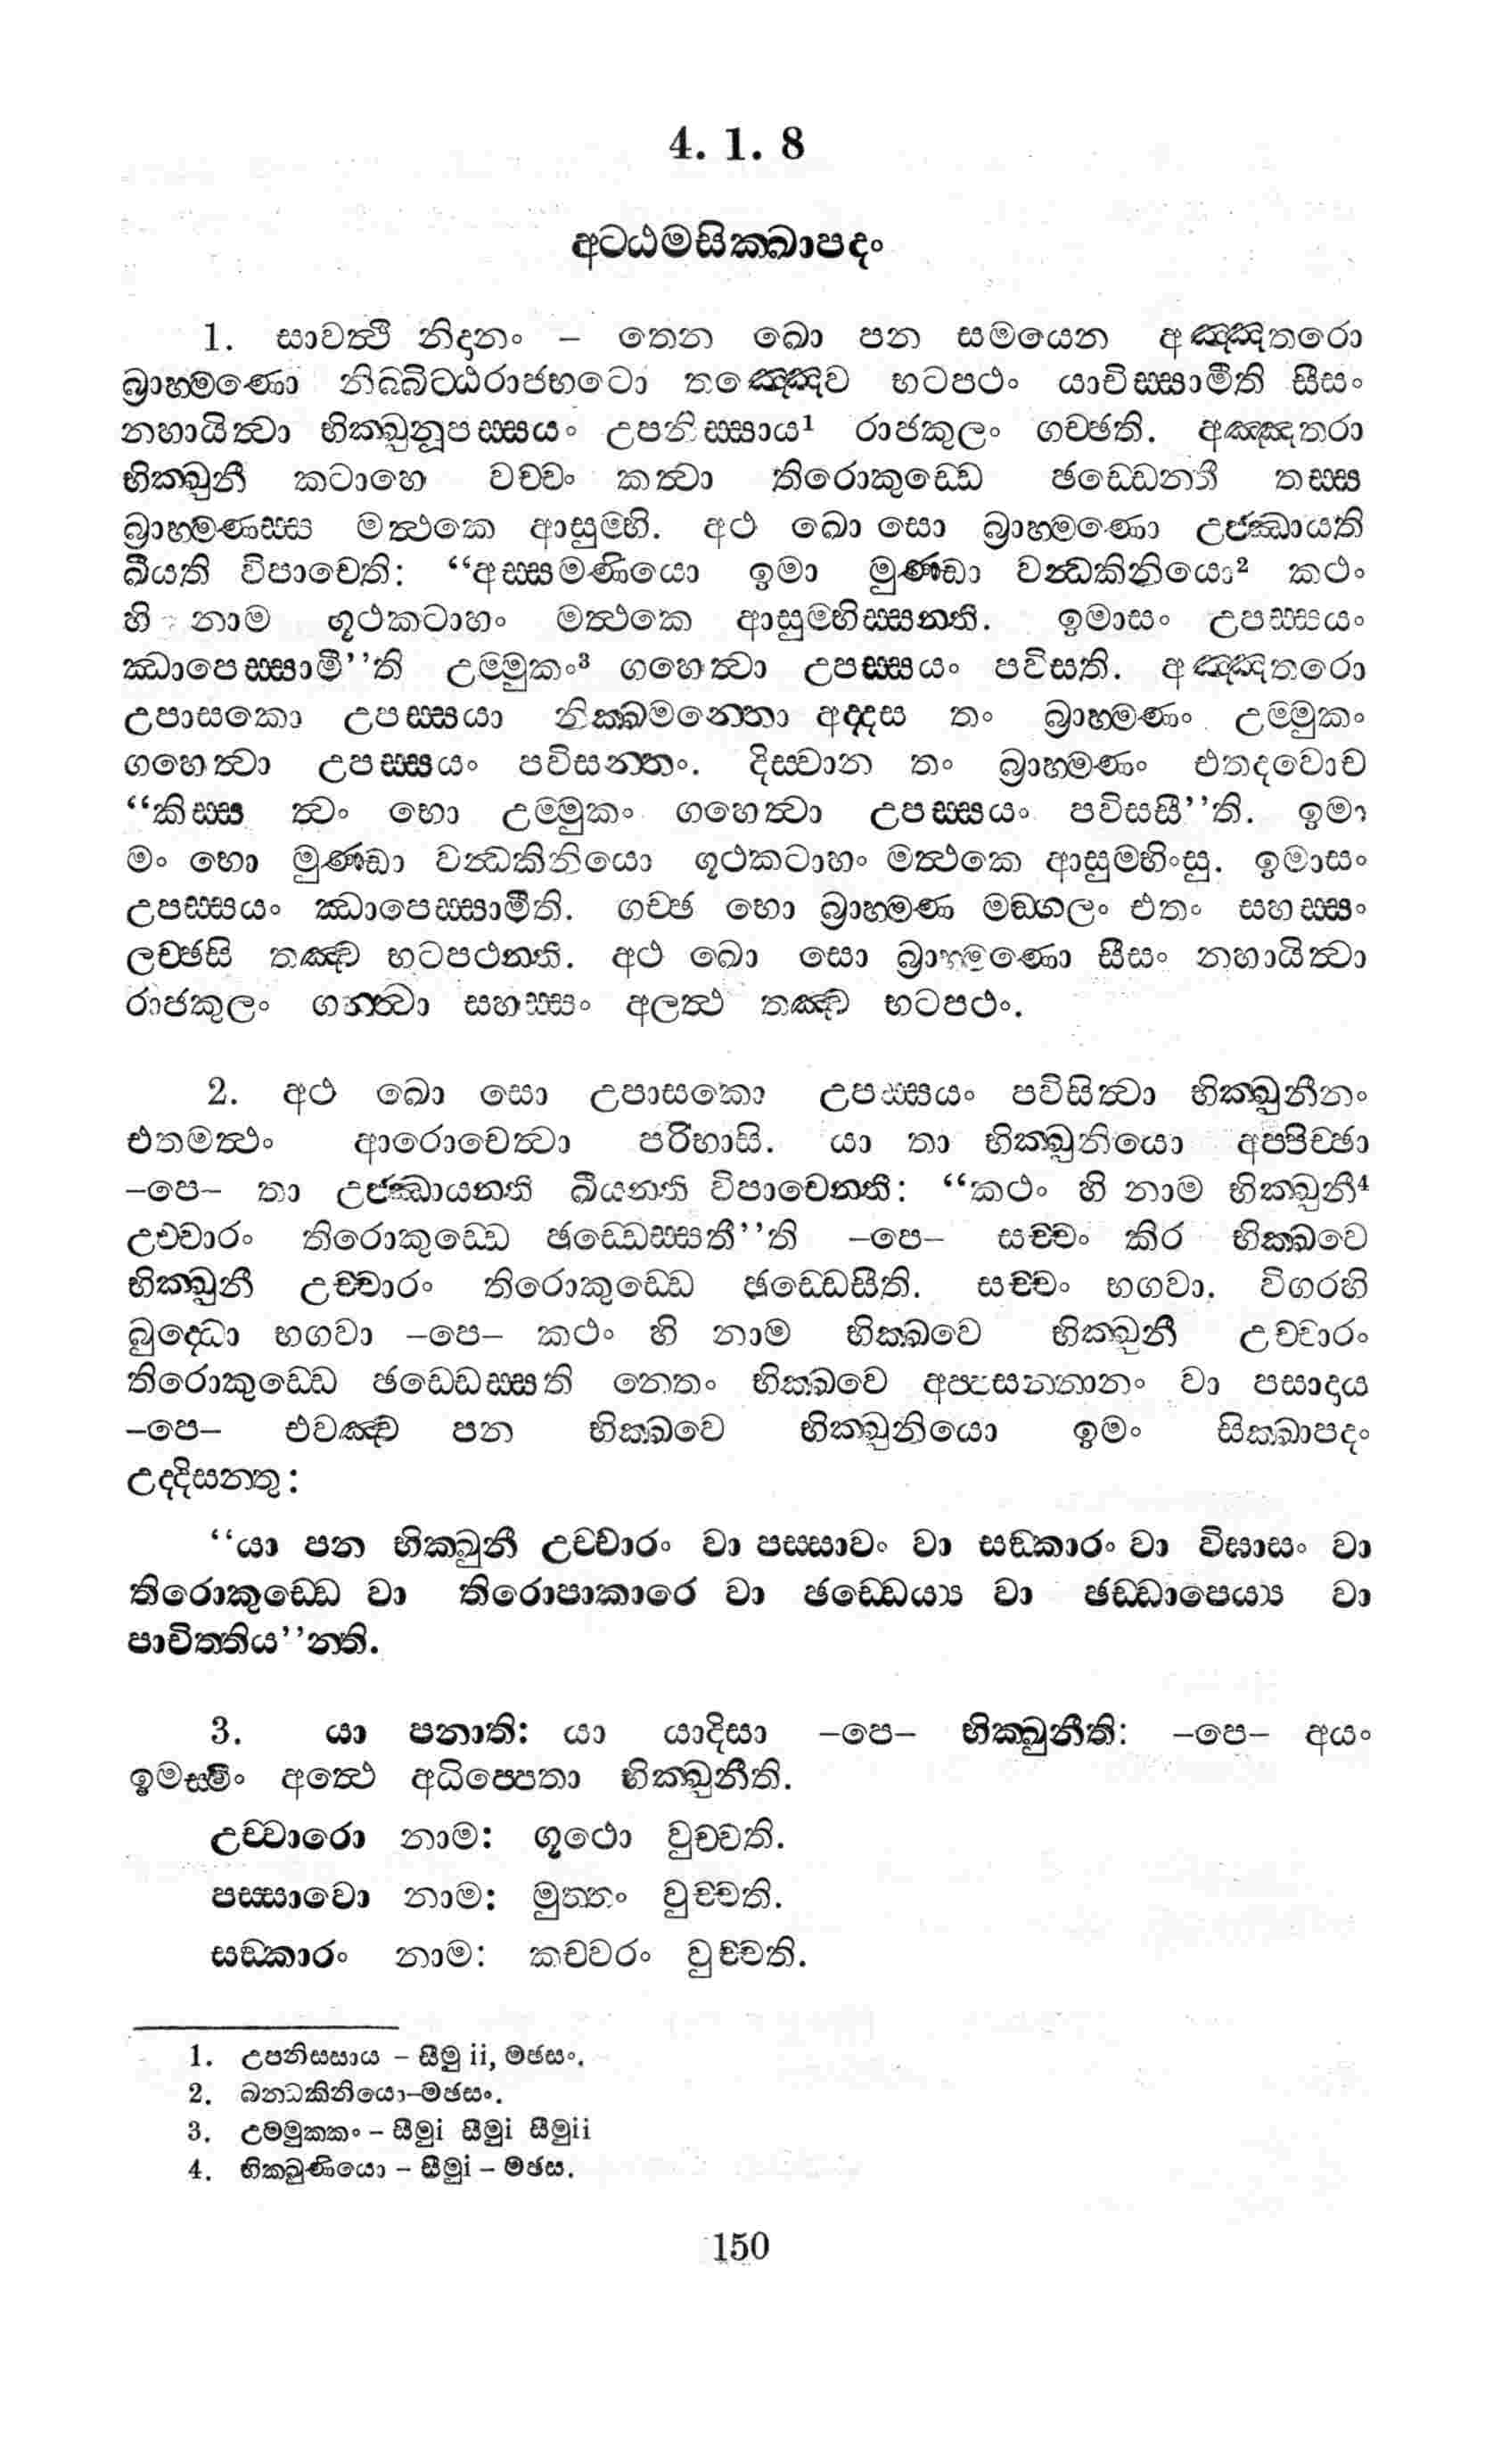 4. 1. 8
අට්ඨමසික්ඛාපදං
1. සාවත්ථි නිදානං – තෙන ඛො පන සමයෙන අඤ්ඤතරො
බ්‍රාහ්මණො නිබ්බිට්ඨරාජභටො තඤ්ඤෙව භටපථං යාචිස්සාමීති සීසං
නහායිත්වා භික්ඛුනූපස්සයං උපනිස්සාය¹ රාජකුලං ගච්ඡති. අඤ්ඤතරා
භික්ඛුනී කටාහෙ වච්චං කත්වා තිරොකුඩ්ඩෙ ඡඩ්ඩෙන්තී තස්ස
බ්‍රාහ්මණස්ස මත්ථකෙ ආසුම්භි. අථ ඛො සො බ්‍රාහ්මණො උජ්ඣායති
ඛීයති විපාචෙති: “අස්සමණියො ඉමා මුණ්ඩා වන්ධකිනියො² කථං
හි නාම ගූථකටාහං මත්ථකෙ ආසුම්භිස්සන්ති. ඉමාසං උපස්සයං
ඣාපෙස්සාමී’’ති උම්මුකං³ ගහෙත්වා උපස්සයං පවිසති. අඤ්ඤතරො
උපාසකො උපස්සයා නික්ඛමන්තො අද්දස තං බ්‍රාහ්මණං උම්මුකං
ගහෙත්වා උපස්සයං පවිසන්තං. දිස්වාන තං බ්‍රාහ්මණං එතදවොච
“කිස්ස ත්වං භො උම්මුකං ගහෙත්වා උපස්සයං පවිසසී’’ති. ඉමා
මං භො මුණ්ඩා වන්ධකිනියො ගූථකටාහං මත්ථකෙ ආසුම්භිංසු. ඉමාසං
උපස්සයං ඣාපෙස්සාමීති. ගච්ඡ භො බ්‍රාහ්මණ මඞ්ගලං එතං සහස්සං
ලච්ඡසි තඤ්ච භටපථන්ති. අථ ඛො සො බ්‍රාහ්මණො සීසං නහායිත්වා
රාජකුලං ගන්ත්වා සහස්සං අලත්ථ තඤ්ච භටපථං.
2. අථ ඛො සො උපාසකො උපස්සයං පවිසිත්වා භික්ඛුනීනං
එතමත්ථං ආරොචෙත්වා පරිභාසි. යා තා භික්ඛුනියො අප්පිච්ඡා
–පෙ– තා උජ්ඣායන්ති ඛීයන්ති විපාචෙන්ති: “කථං හි නාම භික්ඛුනී⁴
උච්චාරං තිරොකුඩ්ඩෙ ඡඩ්ඩෙස්සතී’’ති –පෙ– සච්චං කිර භික්ඛවෙ
භික්ඛුනී උච්චාරං තිරොකුඩ්ඩෙ ඡඩ්ඩෙසීති. සච්චං භගවා. විගරහි
බුද්ධො භගවා –පෙ– කථං හි නාම භික්ඛවෙ භික්ඛුනී උච්චාරං
තිරොකුඩ්ඩෙ ඡඩ්ඩෙස්සති නෙතං භික්ඛවෙ අප්පසන්නානං වා පසාදාය
–පෙ– එවඤ්ච පන භික්ඛවෙ භික්ඛුනියො ඉමං සික්ඛාපදං
උද්දිසන්තු:
‘‘යා පන භික්ඛුනී උච්චාරං වා පස්සාවං වා සඞ්කාරං වා විඝාසං වා
තිරොකුඩ්ඩෙ වා තිරොපාකාරෙ වා ඡඩ්ඩෙය්‍ය වා ඡඩ්ඩාපෙය්‍ය වා
පාචිත්තිය’’න්ති.
3. යා පනාති: යා යාදිසා –පෙ– භික්ඛුනීති: –පෙ– අයං
ඉමස්මිං අත්ථෙ අධිප්පෙතා භික්ඛුනීති.
උච්චාරො නාම: ගූථො වුච්චති.
පස්සාවො නාම: මුත්තං වුච්චති.
සඞ්කාරං නාම: කචවරං වුච්චති.
1. උපනිස්සාය – සීමු ii, මඡසං.
2. බන්ධකිනියො–මඡසං.
3. උම්මුක්කං – සීමුi සීමුi සීමුii
4. භික්ඛුණියො – සීමුi – මඡස.
150